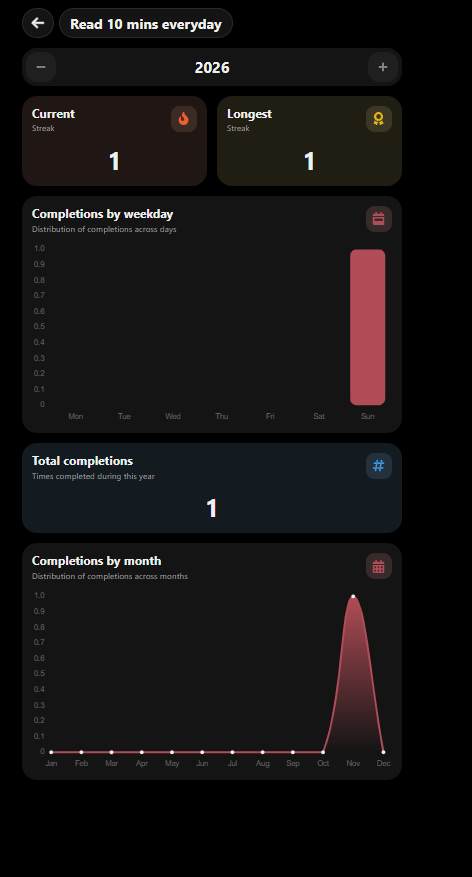 Read 10 mins everyday
− 2026 +
Current
Streak
1
Longest
Streak
1
Completions by weekday
Distribution of completions across days
1.0
0.9
0.8
0.7
0.6
0.5
0.4
0.3
0.2
0.1
0
Mon Tue Wed Thu Fri Sat Sun
Total completions
Times completed during this year
#
1
Completions by month
Distribution of completions across months
1.0
0.9
0.8
0.7
0.6
0.5
0.4
0.3
0.2
0.1
0
Jan Feb Mar Apr May Jun Jul Aug Sep Oct Nov Dec